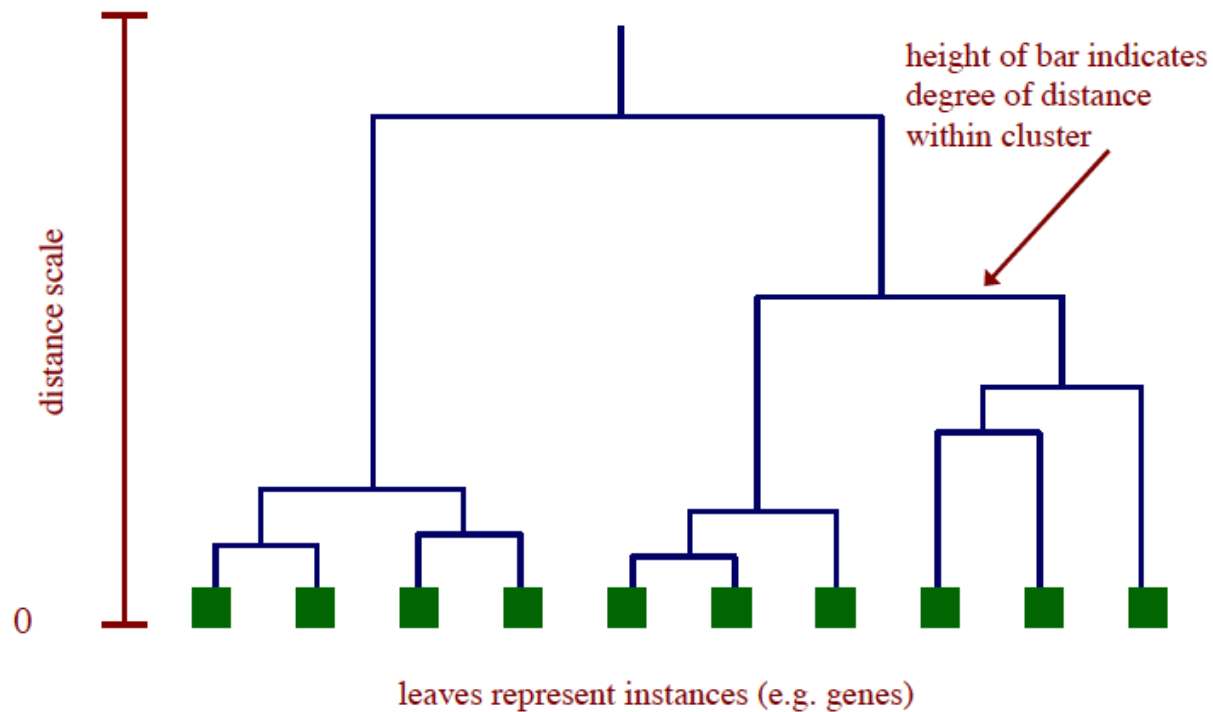 height of bar indicates
degree of distance
within cluster
distance scale
0
leaves represent instances (e.g. genes)